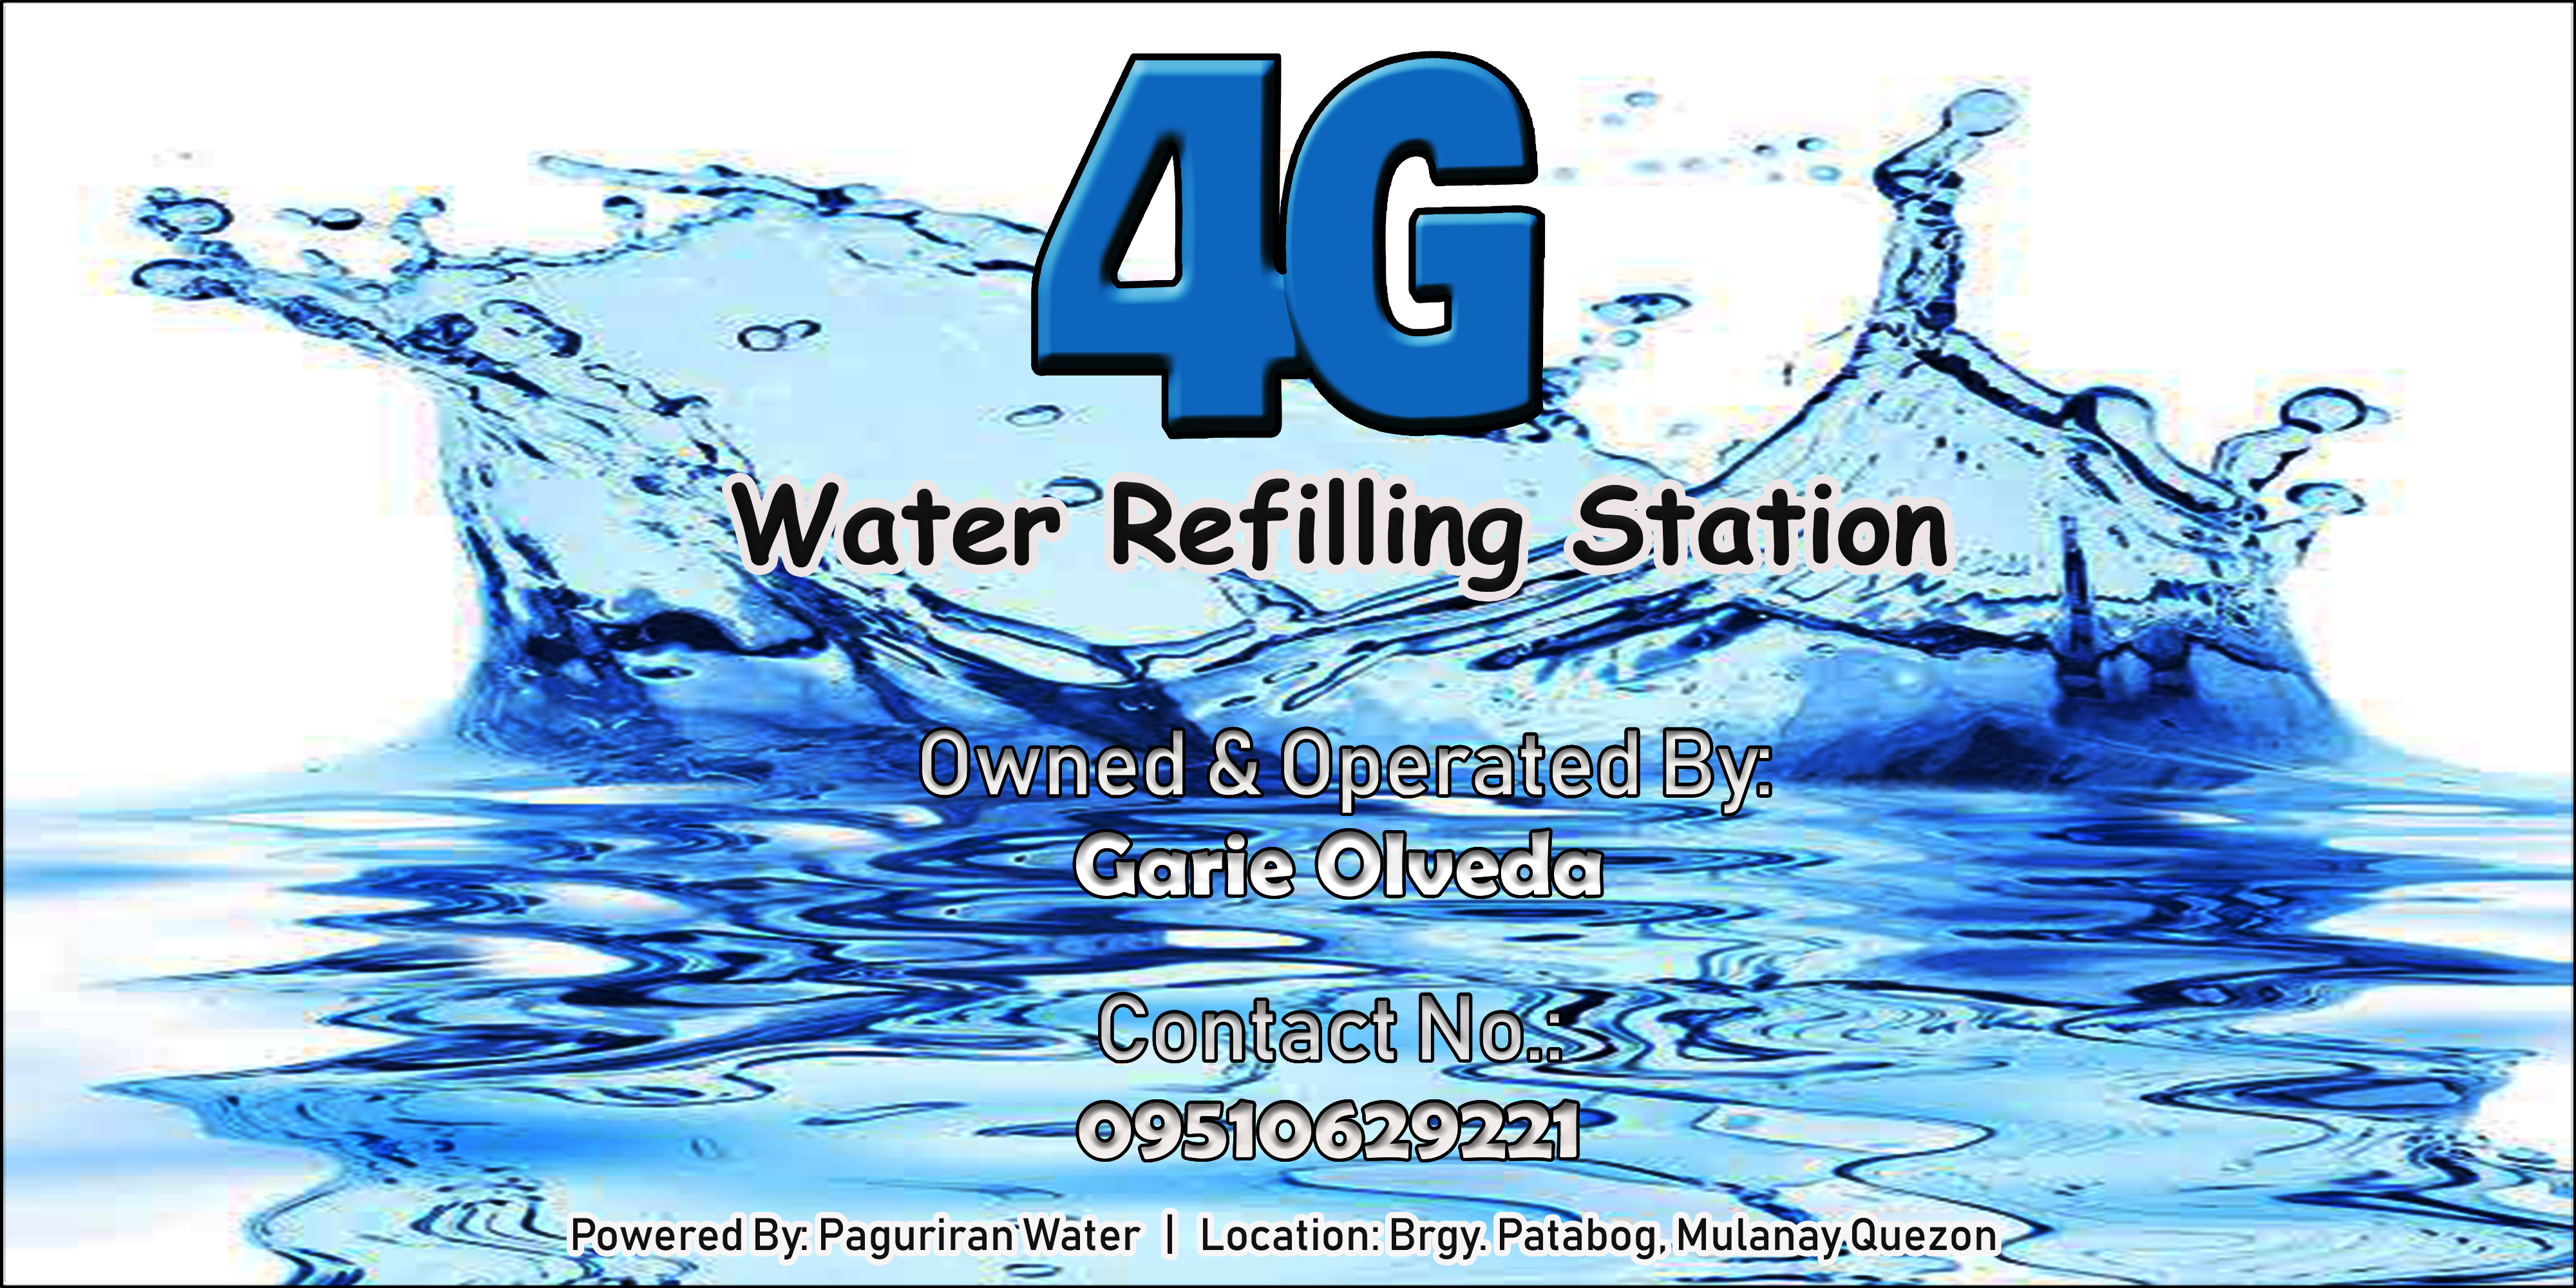 4G
Water Refilling Station
Owned & Operated By:
Garie Olveda
Contact No.:
09510629221
Powered By: Paguriran Water | Location: Brgy. Patabog, Mulanay Quezon